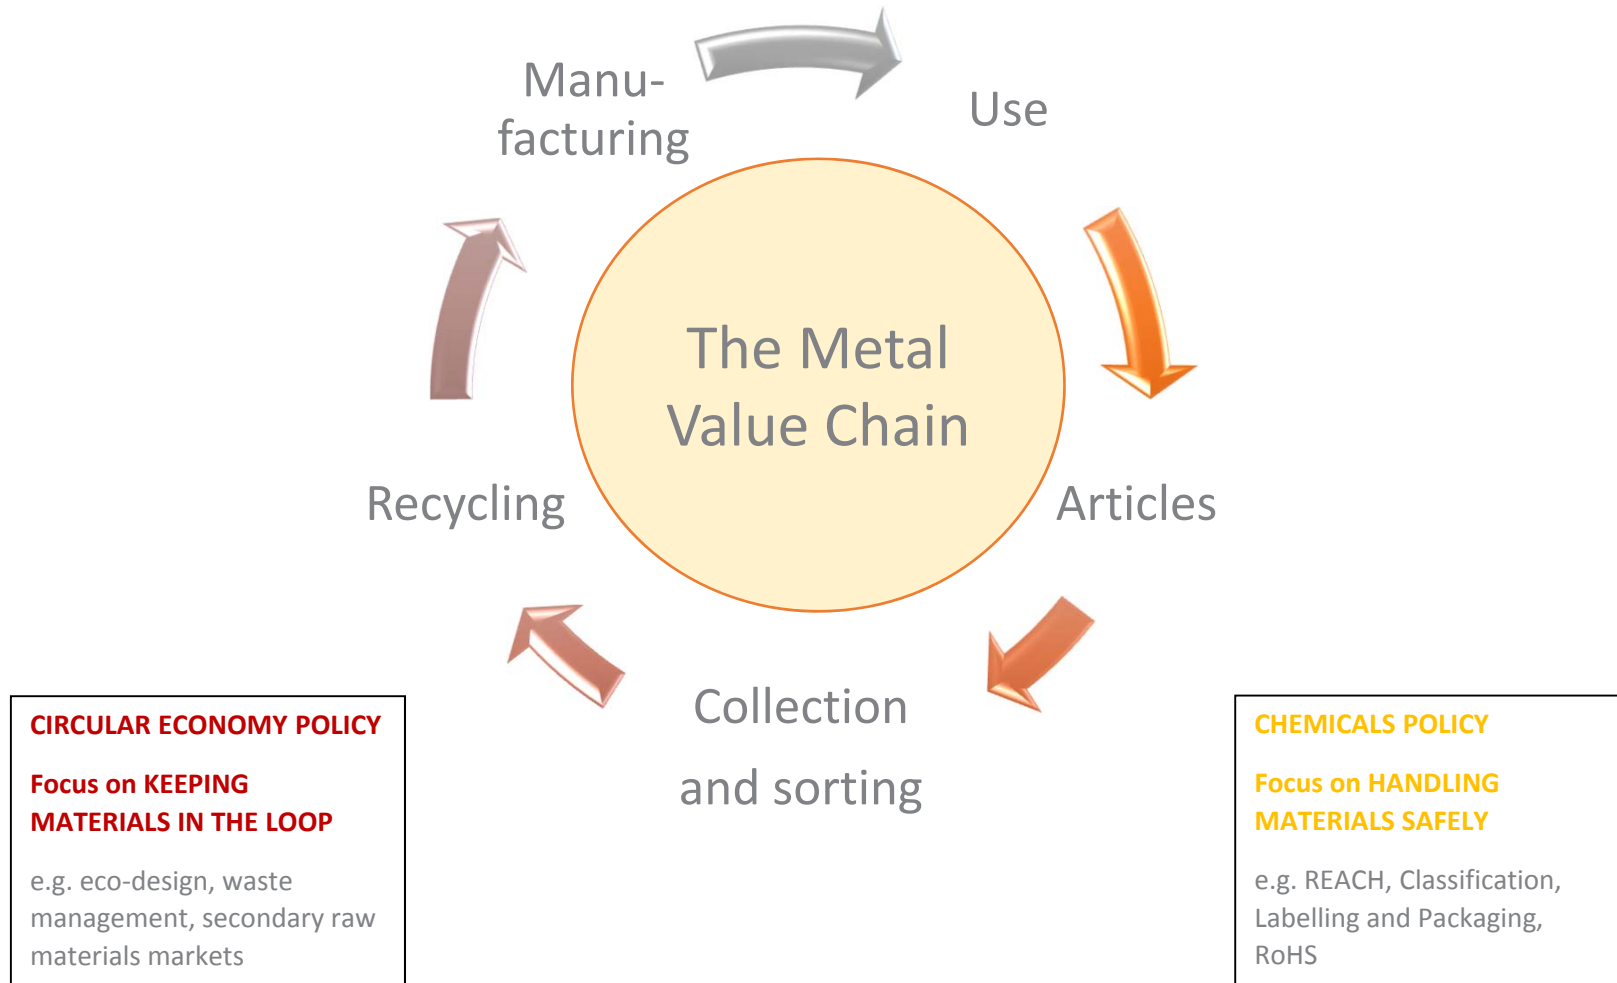 Manu-
facturing
Use
The Metal
Value Chain
Recycling
Articles
Collection
and sorting
CIRCULAR ECONOMY POLICY
Focus on KEEPING
MATERIALS IN THE LOOP
e.g. eco-design, waste
management, secondary raw
materials markets
CHEMICALS POLICY
Focus on HANDLING
MATERIALS SAFELY
e.g. REACH, Classification,
Labelling and Packaging,
RoHS